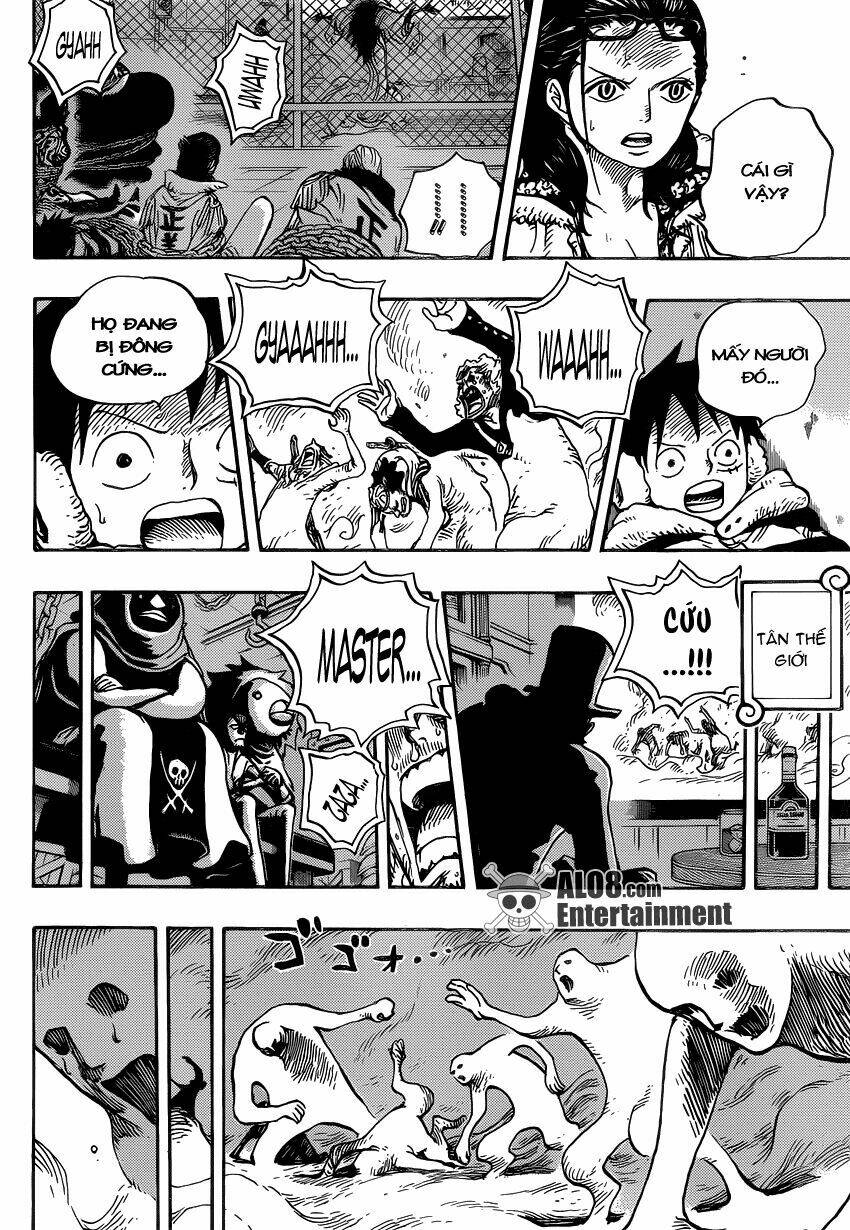 CÁI GÌ
VẬY?
GYAHH
UWAHH
MẤY NGƯỜI
ĐÓ...
WAAAHH...
GYAAAHHH...
HỌ ĐANG
BỊ ĐÔNG
CỨNG...
TÂN THẾ
GIỚI
CỨU
...!!!
MASTER...
ZAZA...
ゴゴォ・・・
ALO8.com
Entertainment